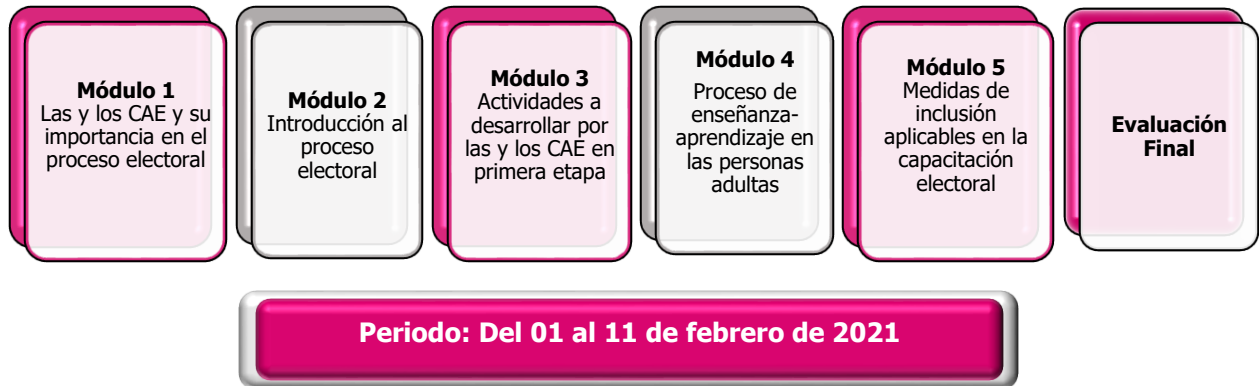 Módulo 1
Las y los CAE y su
importancia en el
proceso electoral
Módulo 2
Introducción al
proceso
electoral
Módulo 3
Actividades a
desarrollar por
las y los CAE en
primera etapa
Módulo 4
Proceso de
enseñanza-
aprendizaje en
las personas
adultas
Módulo 5
Medidas de
inclusión
aplicables en la
capacitación
electoral
Evaluación
Final
Periodo: Del 01 al 11 de febrero de 2021